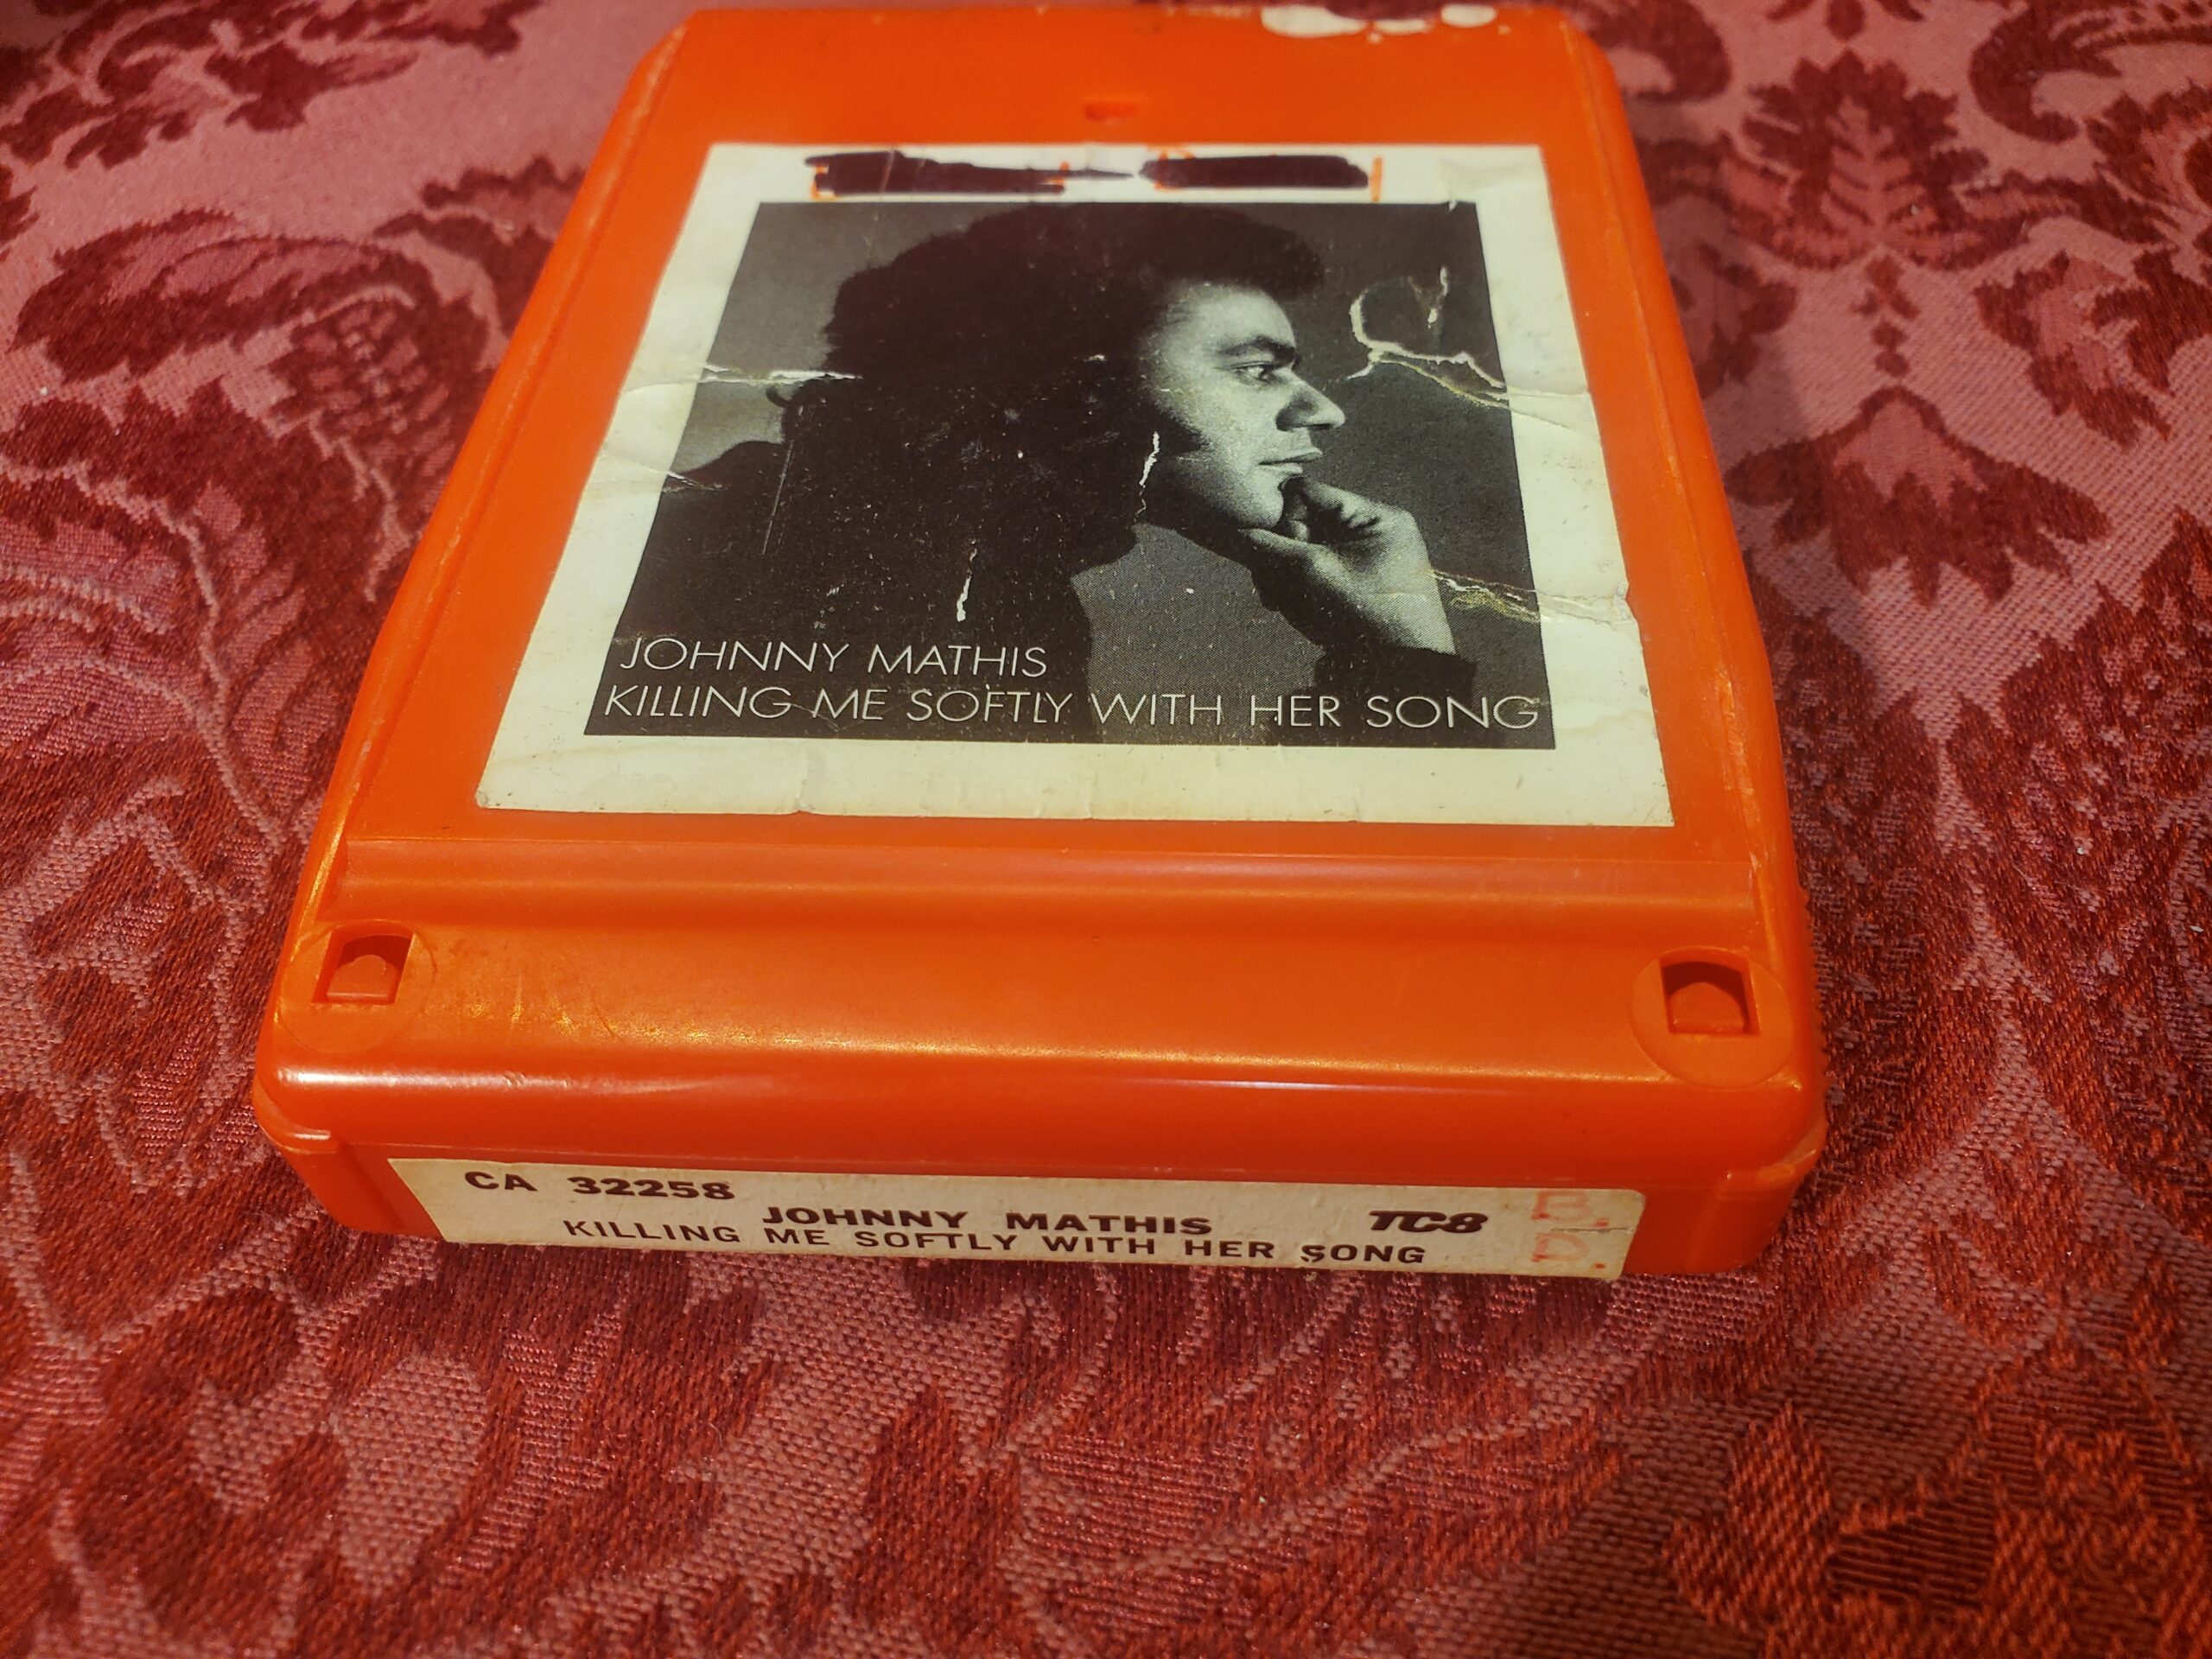 JOHNNY MATHIS
KILLING ME SOFTLY WITH HER SONG
CA 32258
JOHNNY MATHIS
TC8
KILLING ME SOFTLY WITH HER SONG
B.
D.